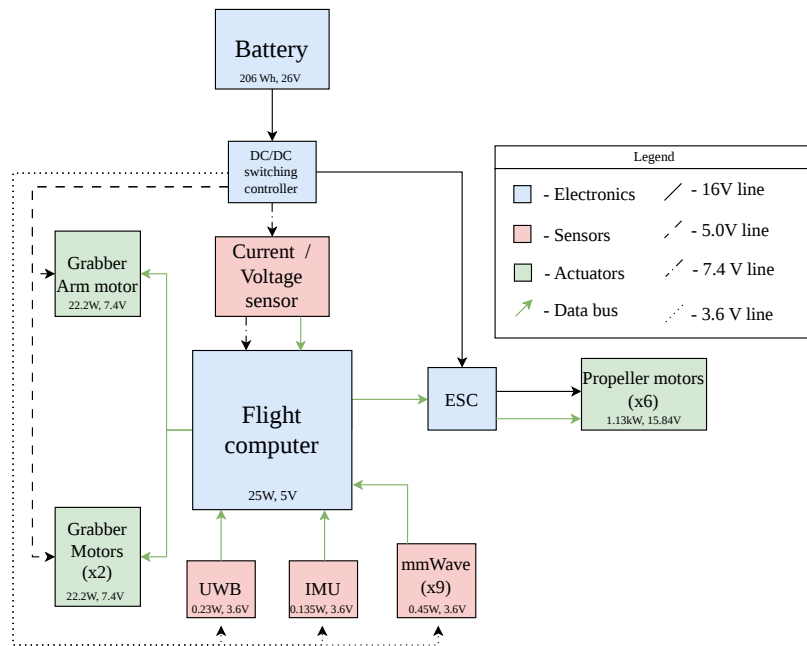 Battery
206 Wh, 26V
DC/DC
switching
controller
Legend
- Electronics
- 16V line
- Sensors
- 5.0V line
- Actuators
- 7.4 V line
- Data bus
- 3.6 V line
Grabber
Arm motor
22.2W, 7.4V
Current /
Voltage
sensor
Flight
computer
25W, 5V
ESC
Propeller motors
(x6)
1.13kW, 15.84V
Grabber
Motors
(x2)
22.2W, 7.4V
UWB
0.23W, 3.6V
IMU
0.135W, 3.6V
mmWave
(x9)
0.45W, 3.6V